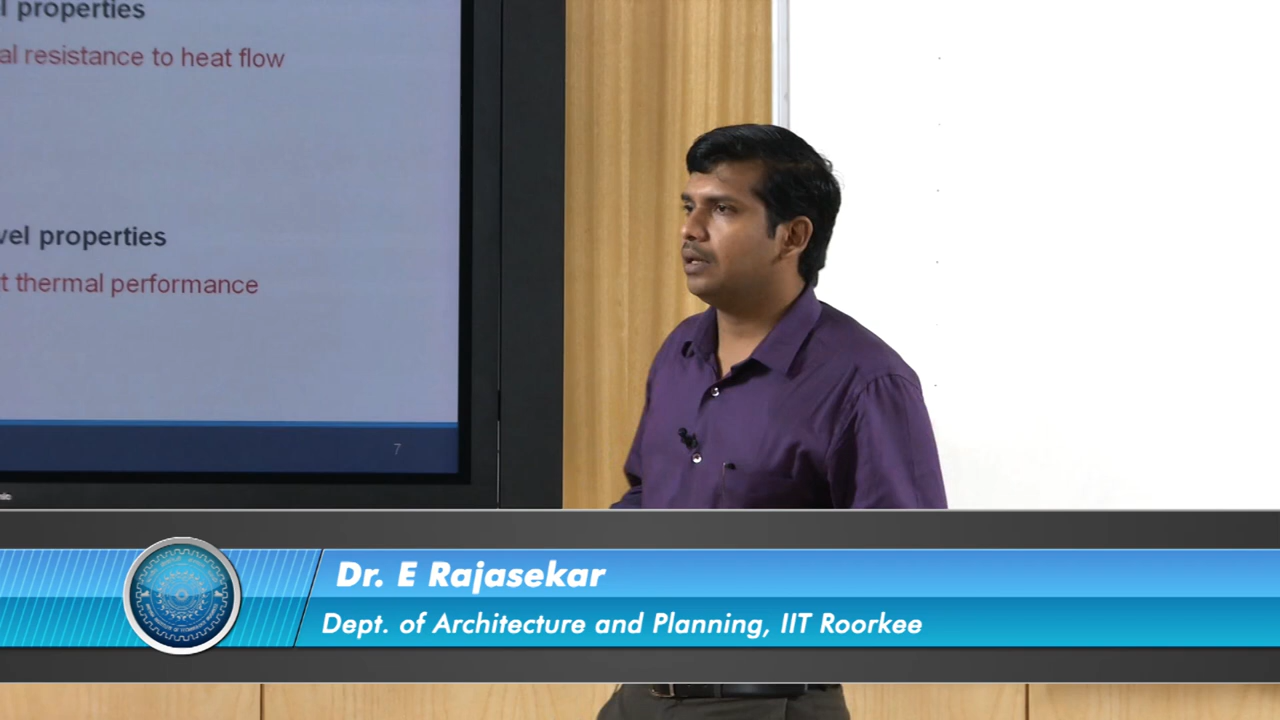 l properties
al resistance to heat flow
vel properties
t thermal performance
7
Dr. E Rajasekar
Dept. of Architecture and Planning, IIT Roorkee